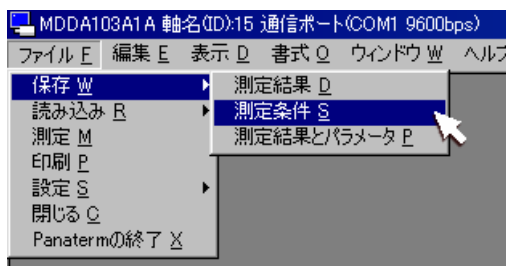 MDDA103A1A 軸名(ID):15 通信ポート(COM1 9600bps)
ファイル F 編集 E 表示 D 書式 O ウィンドウ W ヘルプ
保存 W
測定結果 D
読み込み R
測定条件 S
測定 M
測定結果とパラメータ P
印刷 P
設定 S
閉じる C
Panatermの終了 X